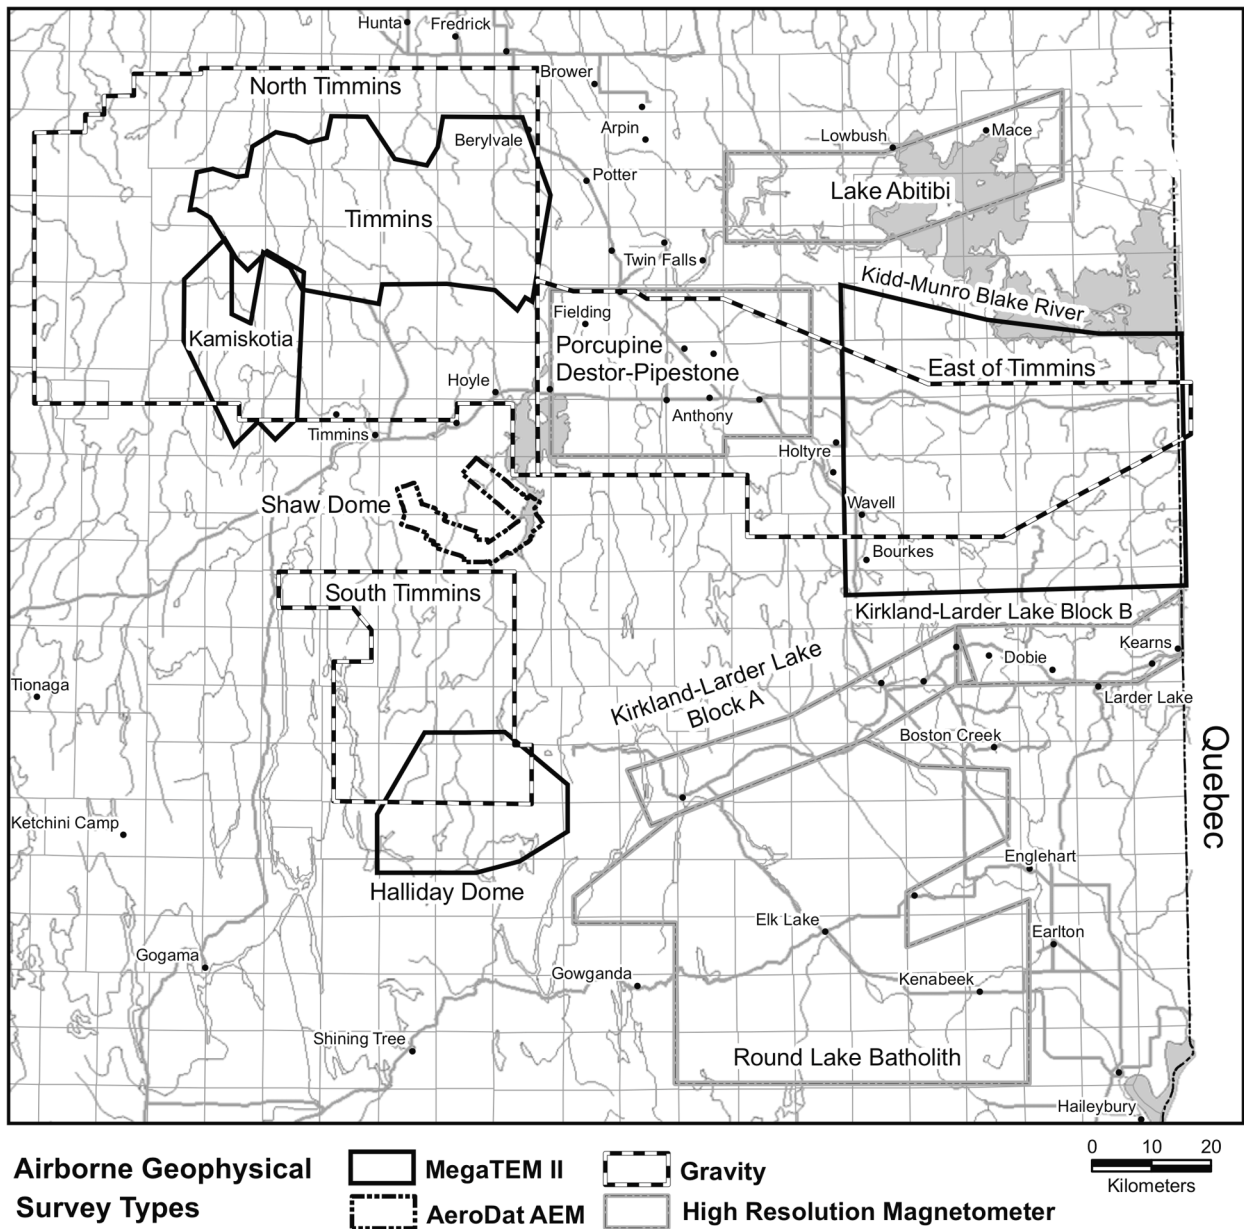 Hunta
Fredrick
Brower
North Timmins
Arpin
Berylvale
Lowbush
Mace
Potter
Lake Abitibi
Timmins
Twin Falls
Kidd-Munro Blake River
Fielding
Kamiskotia
Porcupine
Destor-Pipestone
East of Timmins
Hoyle
Anthony
Timmins
Holtyre
Shaw Dome
Wavell
Bourkes
South Timmins
Kirkland-Larder Lake Block B
Kearns
Dobie
Kirkland-Larder Lake
Block A
Tionaga
Larder Lake
Boston Creek
Quebec
Ketchini Camp
Englehart
Halliday Dome
Elk Lake
Earlton
Gogama
Gowganda
Kenabeek
Shining Tree
Round Lake Batholith
Haileybury
Airborne Geophysical
Survey Types
MegaTEM II
AeroDat AEM
Gravity
High Resolution Magnetometer
0 10 20
Kilometers